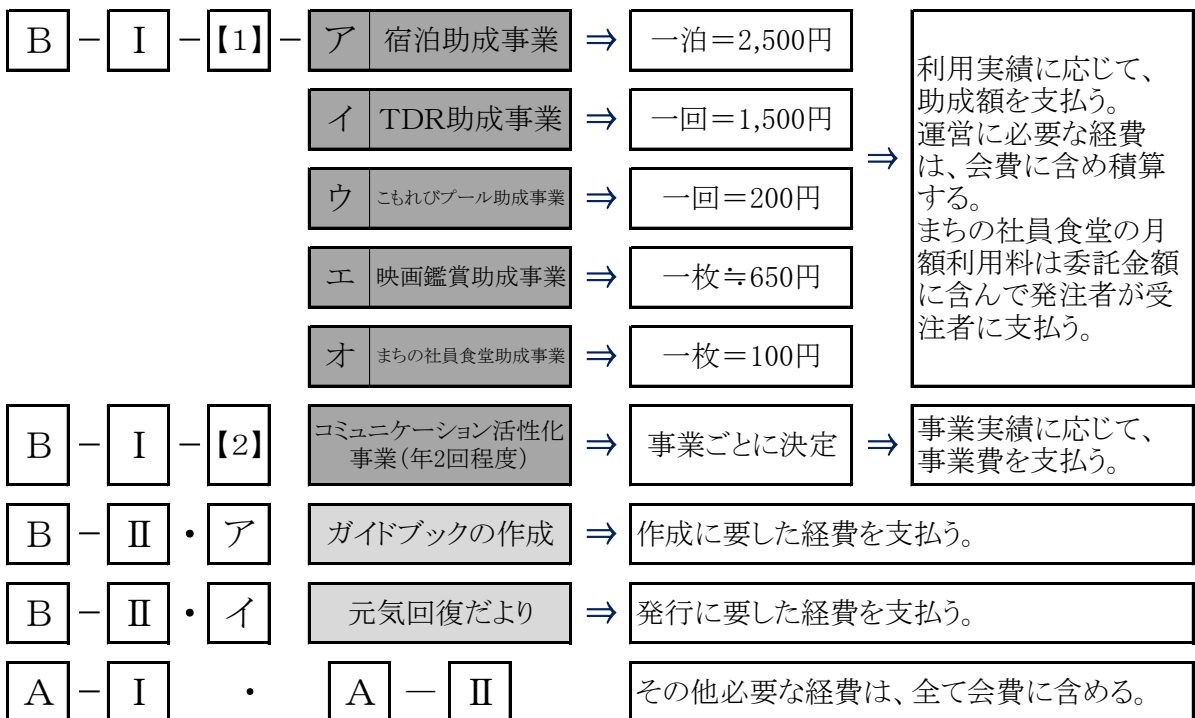 B－Ⅰ－【1】－ア 宿泊助成事業 ⇒ 一泊＝2,500円
イ TDR助成事業 ⇒ 一回＝1,500円
ウ こもれびプール助成事業 ⇒ 一回＝200円
エ 映画鑑賞助成事業 ⇒ 一枚≒650円
オ まちの社員食堂助成事業 ⇒ 一枚＝100円
⇒
利用実績に応じて、
助成額を支払う。
運営に必要な経費
は、会費に含め積算
する。
まちの社員食堂の月
額利用料は委託金額
に含んで発注者が受
注者に支払う。
B－Ⅰ－【2】
コミュニケーション活性化
事業（年2回程度）
⇒ 事業ごとに決定 ⇒
事業実績に応じて、
事業費を支払う。
B－Ⅱ・ア ガイドブックの作成 ⇒ 作成に要した経費を支払う。
B－Ⅱ・イ 元気回復だより ⇒ 発行に要した経費を支払う。
A－Ⅰ ・ A－Ⅱ その他必要な経費は、全て会費に含める。